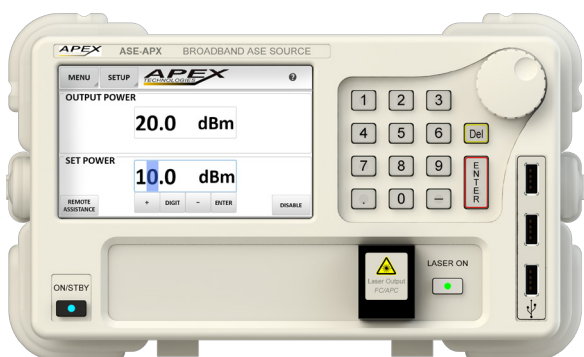 APEX ASE-APX BROADBAND ASE SOURCE
MENU SETUP APEX TECHNOLOGIES ?
OUTPUT POWER
20.0 dBm
SET POWER
10.0 dBm
REMOTE ASSISTANCE + DIGIT - ENTER DISABLE
1 2 3
4 5 6 Del
7 8 9 ENTER
. 0 —
ON/STBY
Laser Output
FC/APC
LASER ON